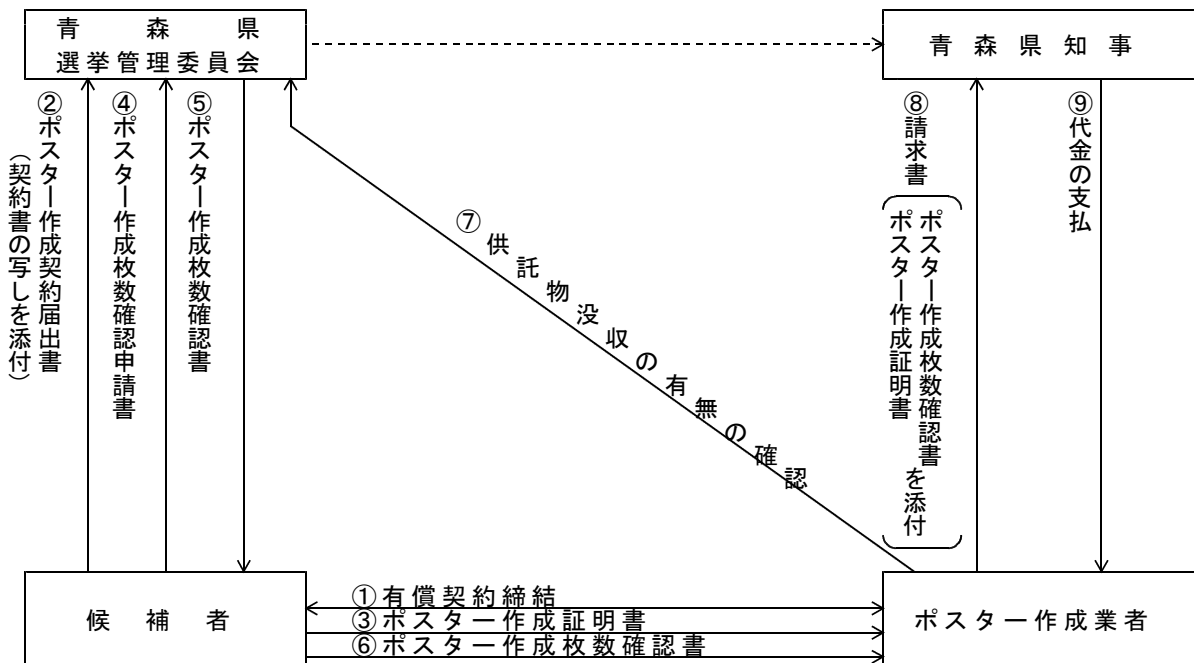 青森県
選挙管理委員会
青森県知事
②ポスター作成契約届出書
（契約書の写しを添付）
④ポスター作成枚数確認申請書
⑤ポスター作成枚数確認書
⑦供託物没収の有無の確認
⑧請求書
ポスター作成枚数確認書
ポスター作成証明書
を添付
⑨代金の支払
候補者
①有償契約締結
③ポスター作成証明書
⑥ポスター作成枚数確認書
ポスター作成業者